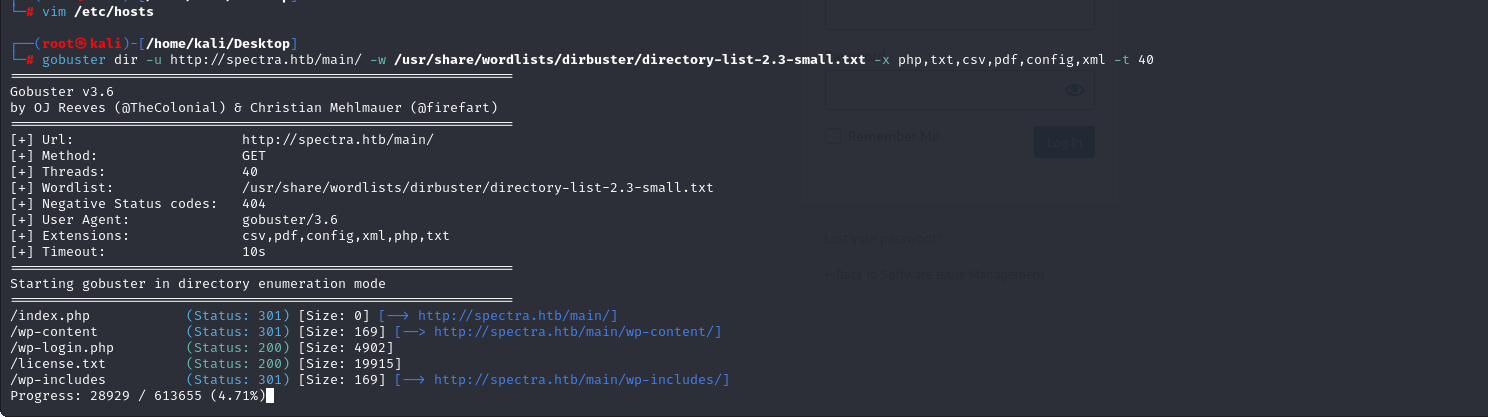 └─# vim /etc/hosts
┌──(root㉿kali)-[/home/kali/Desktop]
└─# gobuster dir -u http://spectra.htb/main/ -w /usr/share/wordlists/dirbuster/directory-list-2.3-small.txt -x php,txt,csv,pdf,config,xml -t 40
===============================================================
Gobuster v3.6
by OJ Reeves (@TheColonial) & Christian Mehlmauer (@firefart)
===============================================================
[+] Url:                     http://spectra.htb/main/
[+] Method:                  GET
[+] Threads:                 40
[+] Wordlist:                /usr/share/wordlists/dirbuster/directory-list-2.3-small.txt
[+] Negative Status codes:   404
[+] User Agent:              gobuster/3.6
[+] Extensions:              csv,pdf,config,xml,php,txt
[+] Timeout:                 10s
===============================================================
Starting gobuster in directory enumeration mode
===============================================================
/index.php            (Status: 301) [Size: 0] [--> http://spectra.htb/main/]
/wp-content           (Status: 301) [Size: 169] [--> http://spectra.htb/main/wp-content/]
/wp-login.php         (Status: 200) [Size: 4902]
/license.txt          (Status: 200) [Size: 19915]
/wp-includes          (Status: 301) [Size: 169] [--> http://spectra.htb/main/wp-includes/]
Progress: 28929 / 613655 (4.71%)
Remember Me
Log In
Lost your password?
← Back to Software Issue Management